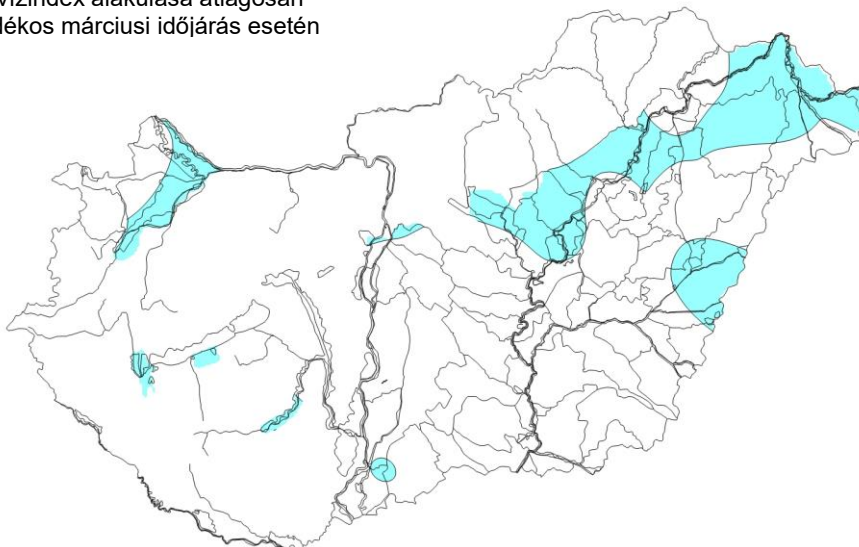 vízindex alakulása átlagosan
lékos márciusi időjárás esetén